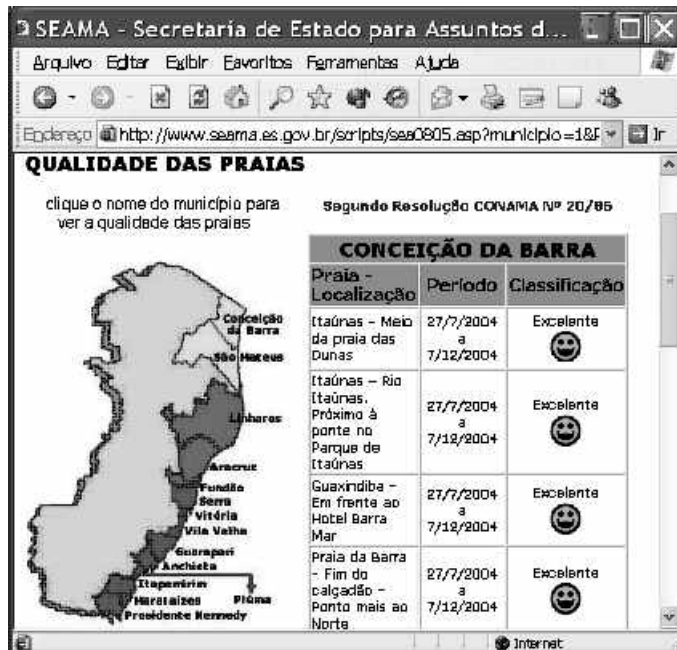 SEAMA - Secretaria de Estado para Assuntos d...
Arquivo Editar Exibir Favoritos Ferramentas Ajuda
Endereço http://www.seama.es.gov.br/scripts/sea0805.asp?municipio=1&F Ir
QUALIDADE DAS PRAIAS
clique o nome do município para
ver a qualidade das praias
Segundo Resolução CONAMA Nº 20/86
CONCEIÇÃO DA BARRA
Praia -
Localização
Período
Classificação
Itaúnas - Meio
da praia das
Dunas
27/7/2004
a
7/12/2004
Excelente
Itaúnas - Rio
Itaúnas.
Próximo à
ponte no
Parque de
Itaúnas
27/7/2004
a
7/12/2004
Excelente
Guaxindiba -
Em frente ao
Hotel Barra
Mar
27/7/2004
a
7/12/2004
Excelente
Praia da Barra
- Fim do
calçadão -
Ponto mais ao
Norte
27/7/2004
a
7/12/2004
Excelente
Conceição
da Barra
São Mateus
Linhares
Aracruz
Fundão
Serra
Vitória
Vila Velha
Guarapari
Anchieta
Itapemirim
Piúma
Marataízes
Presidente Kennedy
Internet